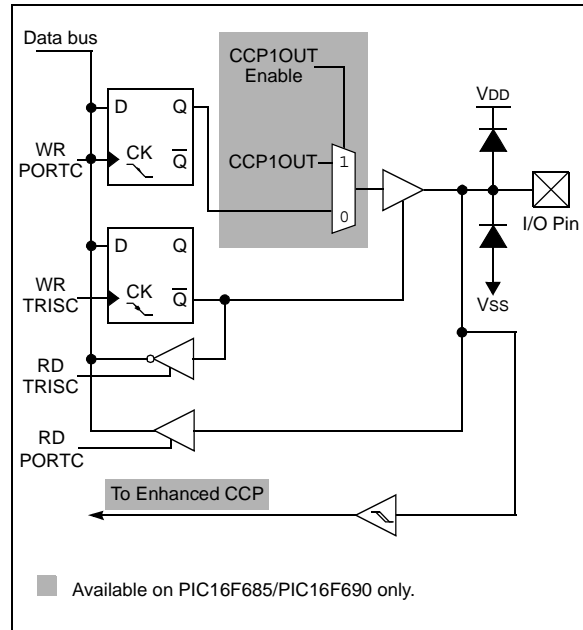 Data bus
CCP1OUT
Enable
VDD
D Q
WR
PORTC
CK Q
CCP1OUT
1
0
I/O Pin
D Q
WR
TRISC
CK Q
VSS
RD
TRISC
RD
PORTC
To Enhanced CCP
Available on PIC16F685/PIC16F690 only.